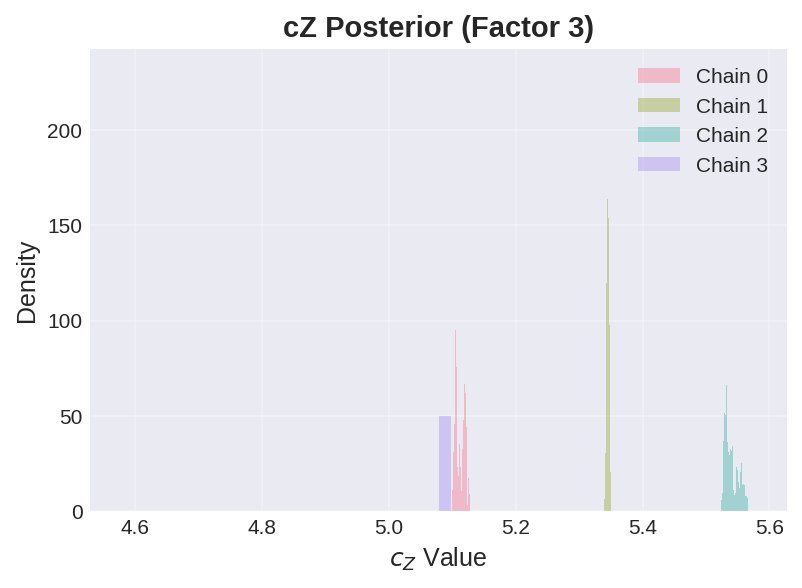 cZ Posterior (Factor 3)
Chain 0
Chain 1
Chain 2
Chain 3
200
150
100
50
0
Density
4.6 4.8 5.0 5.2 5.4 5.6
cZ Value